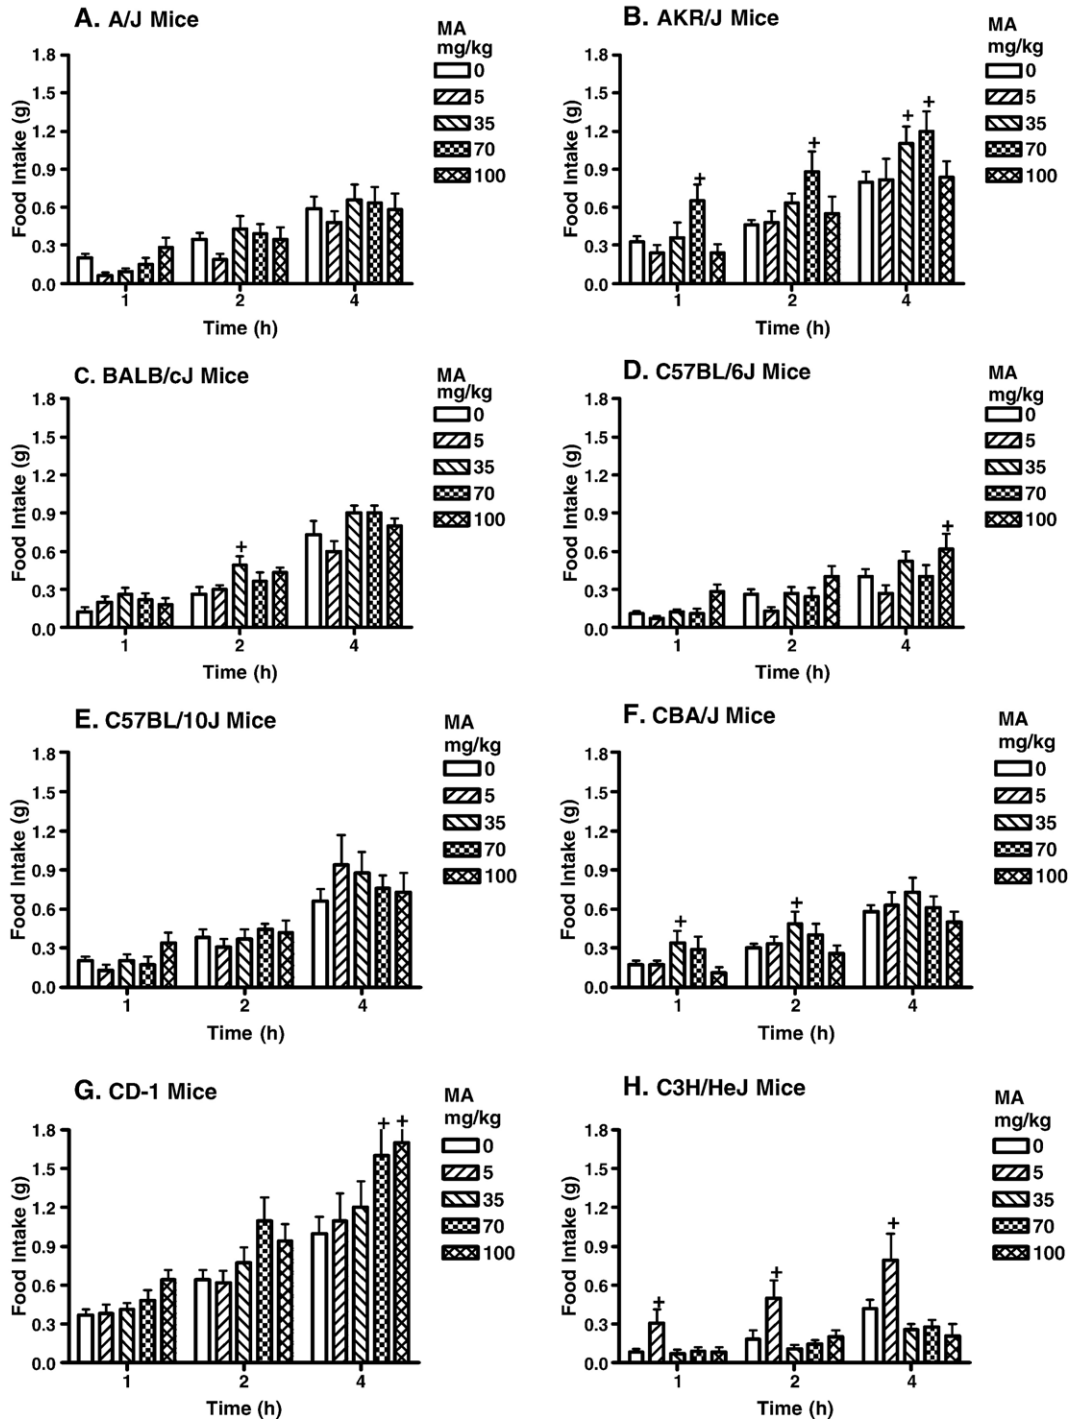 A. A/J Mice
MA
mg/kg
0
5
35
70
100
Food Intake (g)
1.8
1.5
1.2
0.9
0.6
0.3
0.0
1 2 4
Time (h)
B. AKR/J Mice
MA
mg/kg
0
5
35
70
100
Food Intake (g)
1.8
1.5
1.2
0.9
0.6
0.3
0.0
+ + + +
1 2 4
Time (h)
C. BALB/cJ Mice
MA
mg/kg
0
5
35
70
100
Food Intake (g)
1.8
1.5
1.2
0.9
0.6
0.3
0.0
+
1 2 4
Time (h)
D. C57BL/6J Mice
MA
mg/kg
0
5
35
70
100
Food Intake (g)
1.8
1.5
1.2
0.9
0.6
0.3
0.0
+
1 2 4
Time (h)
E. C57BL/10J Mice
MA
mg/kg
0
5
35
70
100
Food Intake (g)
1.8
1.5
1.2
0.9
0.6
0.3
0.0
1 2 4
Time (h)
F. CBA/J Mice
MA
mg/kg
0
5
35
70
100
Food Intake (g)
1.8
1.5
1.2
0.9
0.6
0.3
0.0
+ +
1 2 4
Time (h)
G. CD-1 Mice
MA
mg/kg
0
5
35
70
100
Food Intake (g)
1.8
1.5
1.2
0.9
0.6
0.3
0.0
+ +
1 2 4
Time (h)
H. C3H/HeJ Mice
MA
mg/kg
0
5
35
70
100
Food Intake (g)
1.8
1.5
1.2
0.9
0.6
0.3
0.0
+ + +
1 2 4
Time (h)